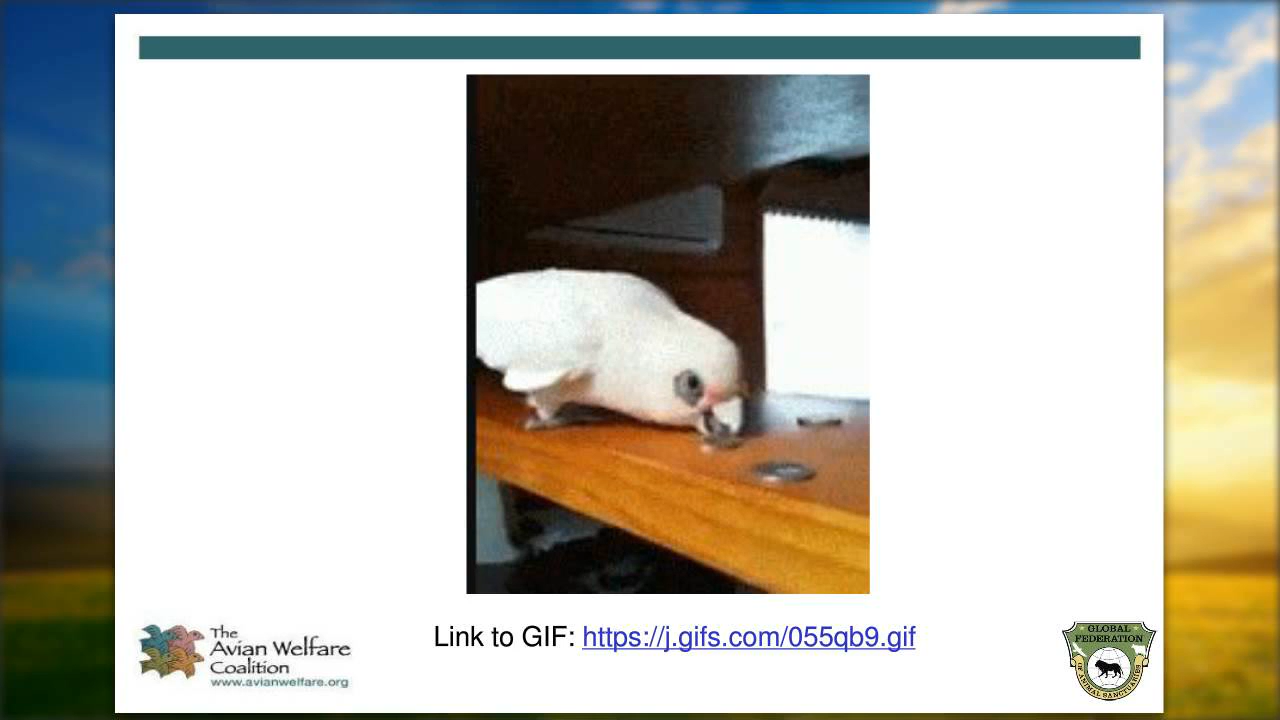 Link to GIF: https://j.gifs.com/055qb9.gif
The
Avian Welfare
Coalition
www.avianwelfare.org
GLOBAL
FEDERATION
OF ANIMAL SANCTUARIES